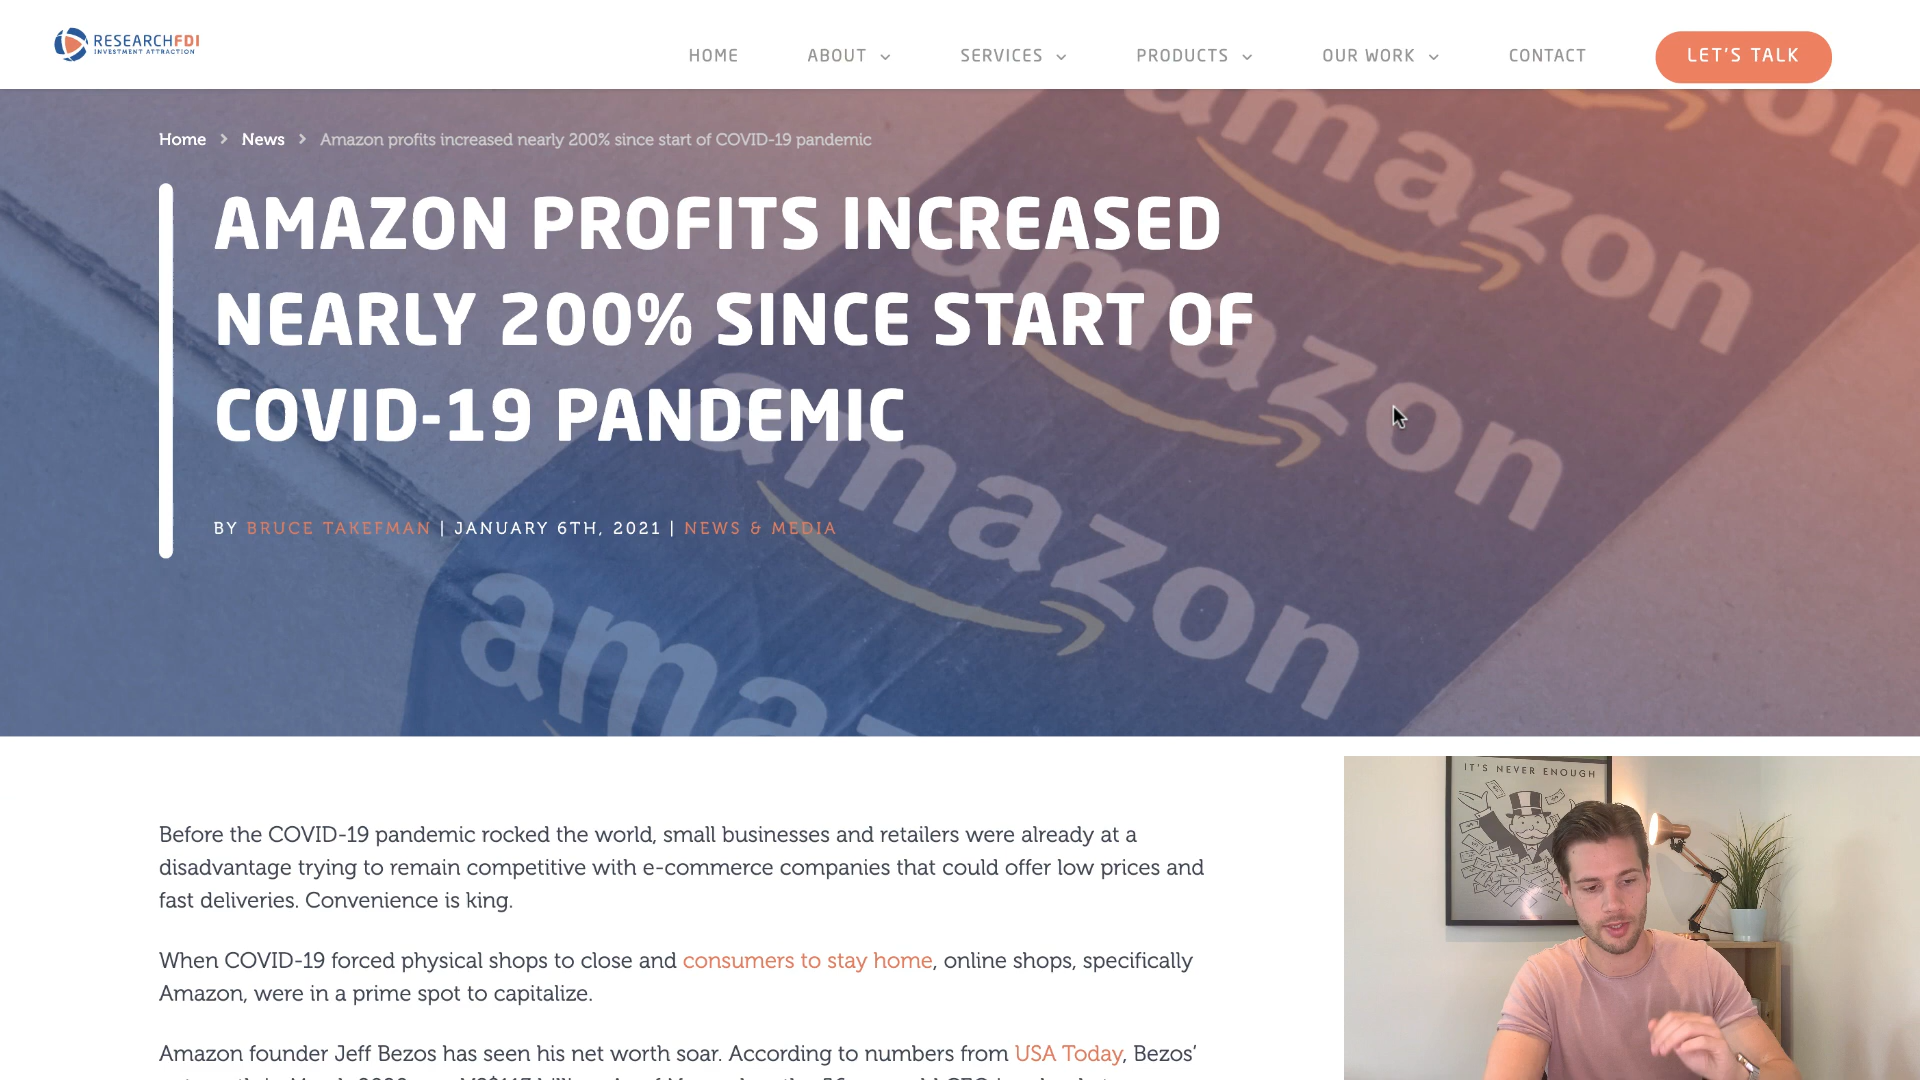 RESEARCHFDI
INVESTMENT ATTRACTION
HOME ABOUT SERVICES PRODUCTS OUR WORK CONTACT LET'S TALK
Home > News > Amazon profits increased nearly 200% since start of COVID-19 pandemic
AMAZON PROFITS INCREASED
NEARLY 200% SINCE START OF
COVID-19 PANDEMIC
BY BRUCE TAKEFMAN | JANUARY 6TH, 2021 | NEWS & MEDIA
amazon
amazon
amazon
amaz
Before the COVID-19 pandemic rocked the world, small businesses and retailers were already at a
disadvantage trying to remain competitive with e-commerce companies that could offer low prices and
fast deliveries. Convenience is king.
When COVID-19 forced physical shops to close and consumers to stay home, online shops, specifically
Amazon, were in a prime spot to capitalize.
Amazon founder Jeff Bezos has seen his net worth soar. According to numbers from USA Today, Bezos'
IT'S NEVER ENOUGH